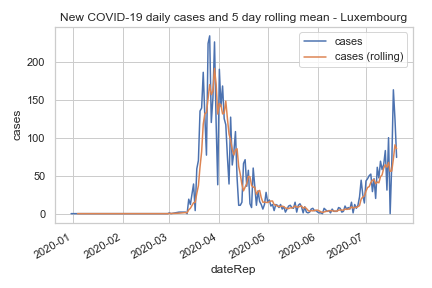 New COVID-19 daily cases and 5 day rolling mean - Luxembourg
cases
cases (rolling)
200
150
100
50
0
cases
2020-01
2020-02
2020-03
2020-04
2020-05
2020-06
2020-07
dateRep